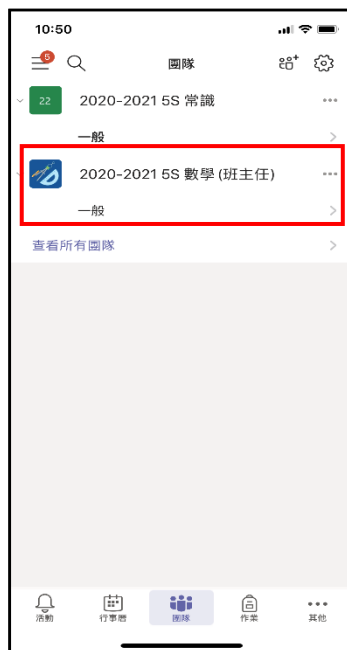 10:50
5
團隊
22
2020-2021 5S 常識
一般
2020-2021 5S 數學 (班主任)
一般
查看所有團隊
活動
行事曆
團隊
作業
其他